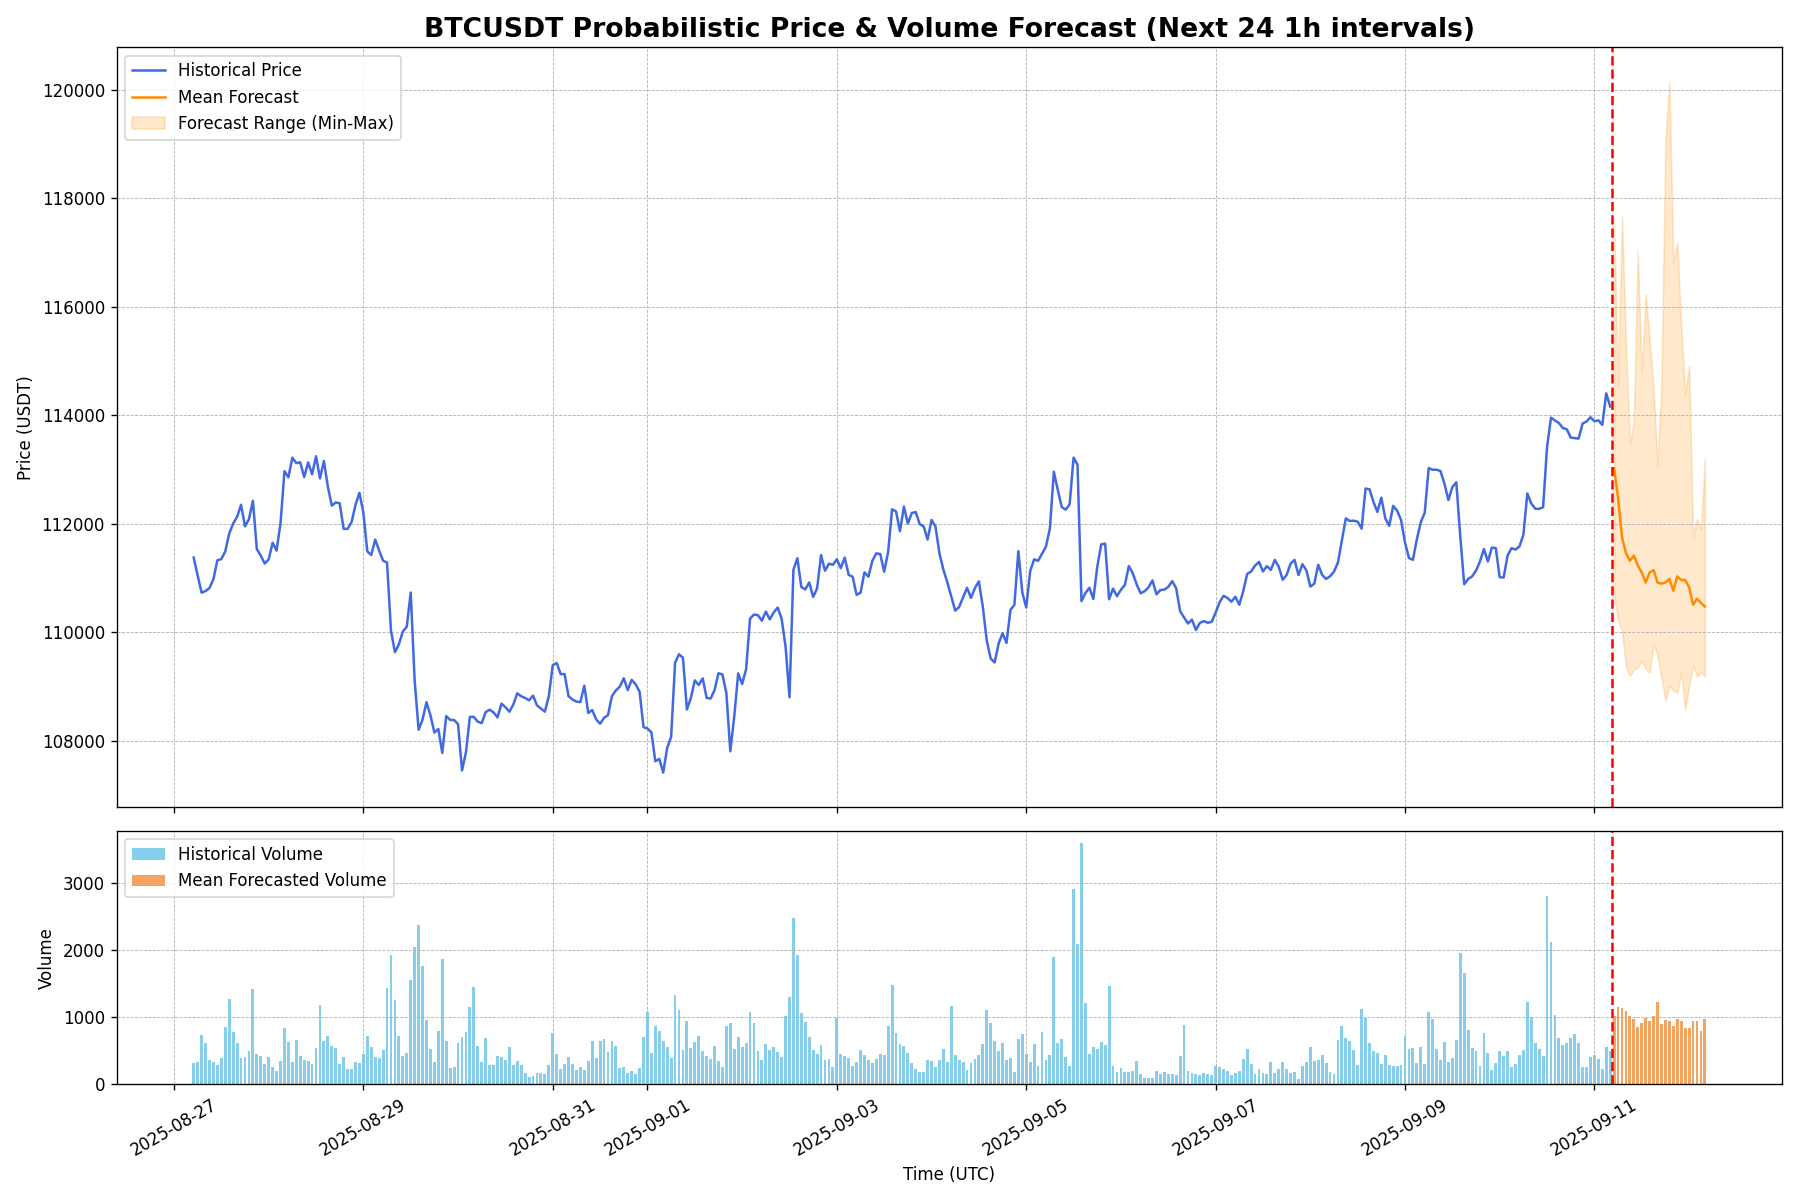 BTCUSDT Probabilistic Price & Volume Forecast (Next 24 1h intervals)
Historical Price
Mean Forecast
Forecast Range (Min-Max)
120000
118000
116000
114000
112000
110000
108000
Price (USDT)
Historical Volume
Mean Forecasted Volume
3000
2000
1000
0
Volume
2025-08-27
2025-08-29
2025-08-31
2025-09-01
2025-09-03
2025-09-05
2025-09-07
2025-09-09
2025-09-11
Time (UTC)